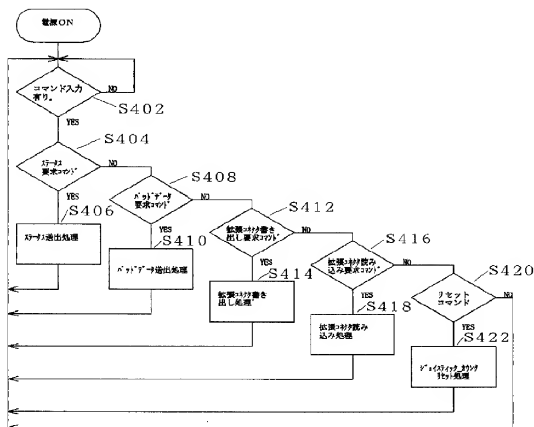 電源ON
コマンド入力
有り。
NO
S402
YES
S404
ステータス
要求コマンド
NO
YES
S406
ステータス送出処理
S408
パッドデータ
要求コマンド
NO
YES
S410
パッドデータ送出処理
S412
拡張コネクタ書き
出し要求コマンド
NO
YES
S414
拡張コネクタ書き
出し処理
S416
拡張コネクタ読み
込み要求コマンド
NO
YES
S418
拡張コネクタ読み
込み処理
S420
リセット
コマンド
NO
YES
S422
ジョイスティック_カウンタ
リセット処理